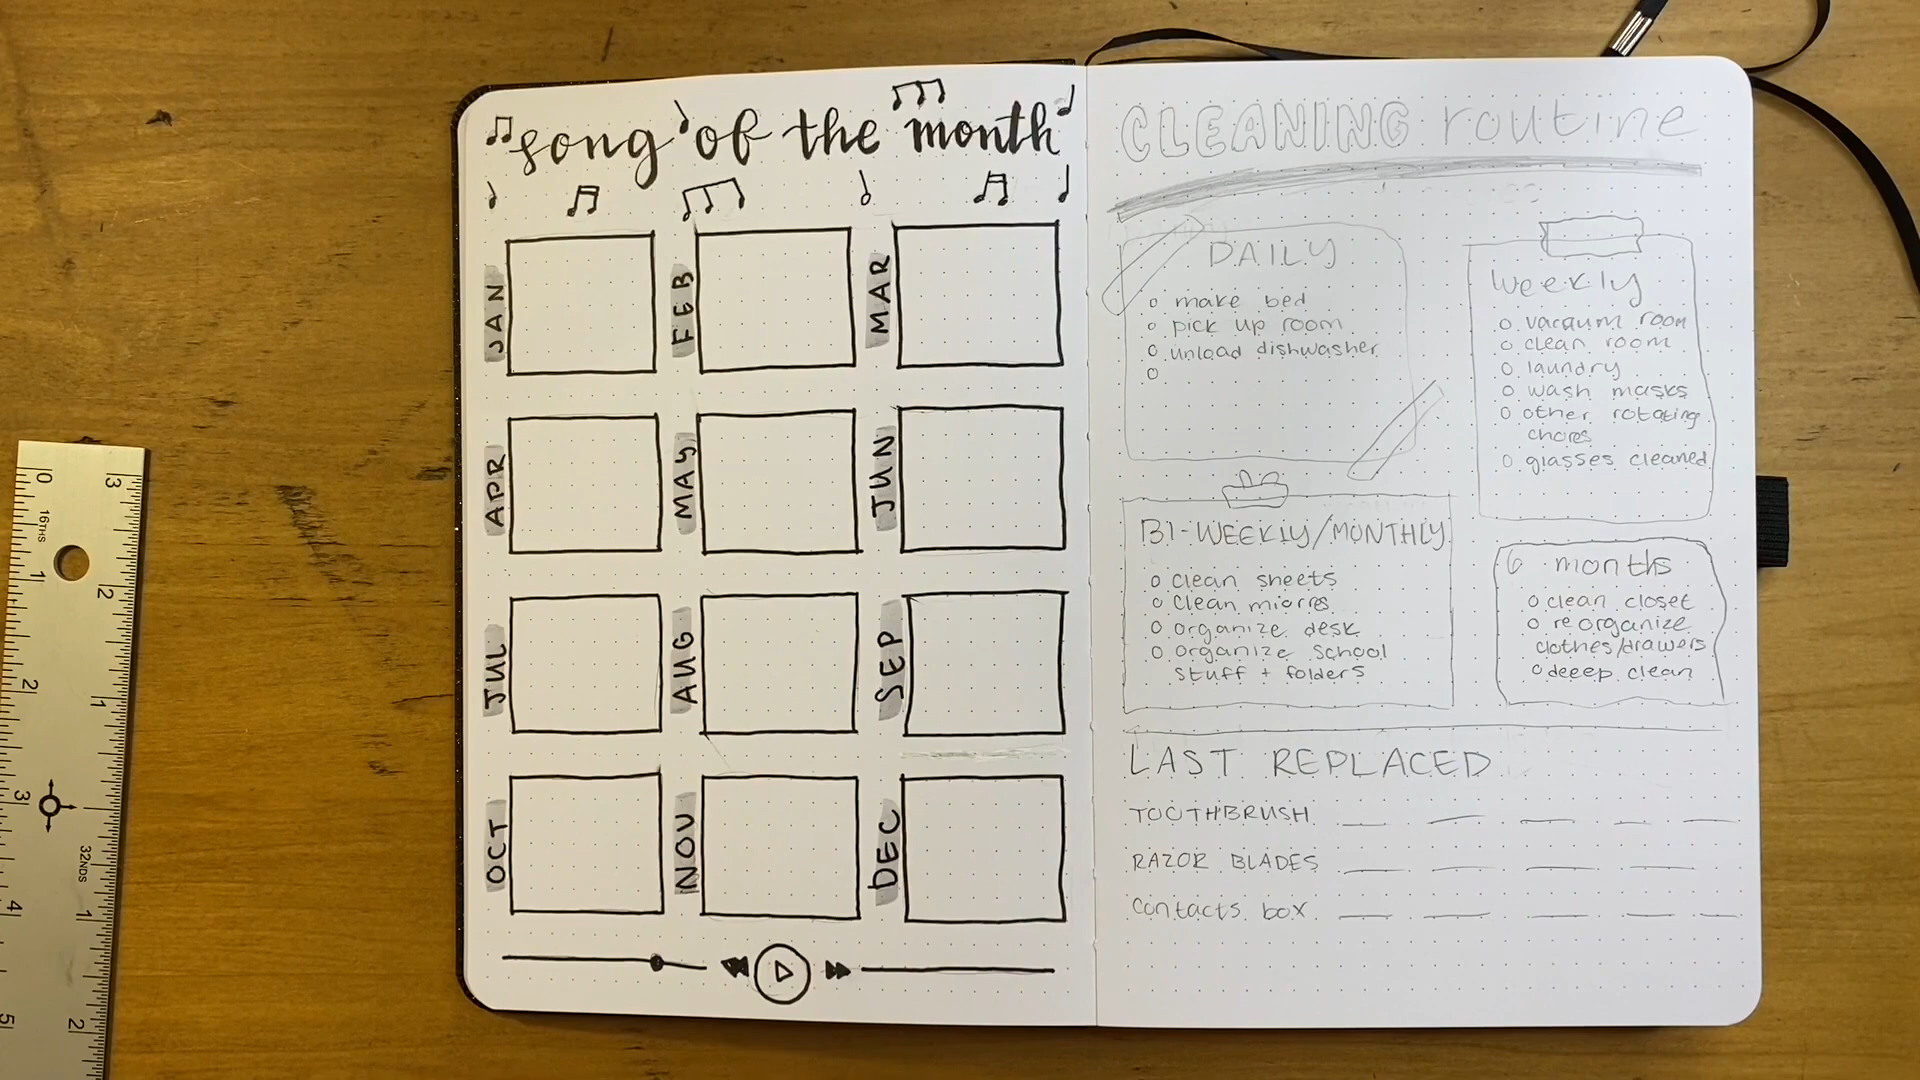 song of the month
JAN
FEB
MAR
APR
MAY
JUN
JUL
AUG
SEP
OCT
NOV
DEC
CLEANING routine
DAILY
make bed
pick up room
unload dishwasher
weekly
vacuum room
clean room
laundry
wash masks
other rotating
chores
glasses cleaned
BI-WEEKLY/MONTHLY
clean sheets
clean miorres
organize desk
organize school
stuff + folders
6 months
clean closet
reorganize
clothes/drawers
deeep clean
LAST REPLACED
TOOTHBRUSH
RAZOR BLADES
contacts box
0
3
16THS
1
2
2
1
3
32NDS
4
1
5
2